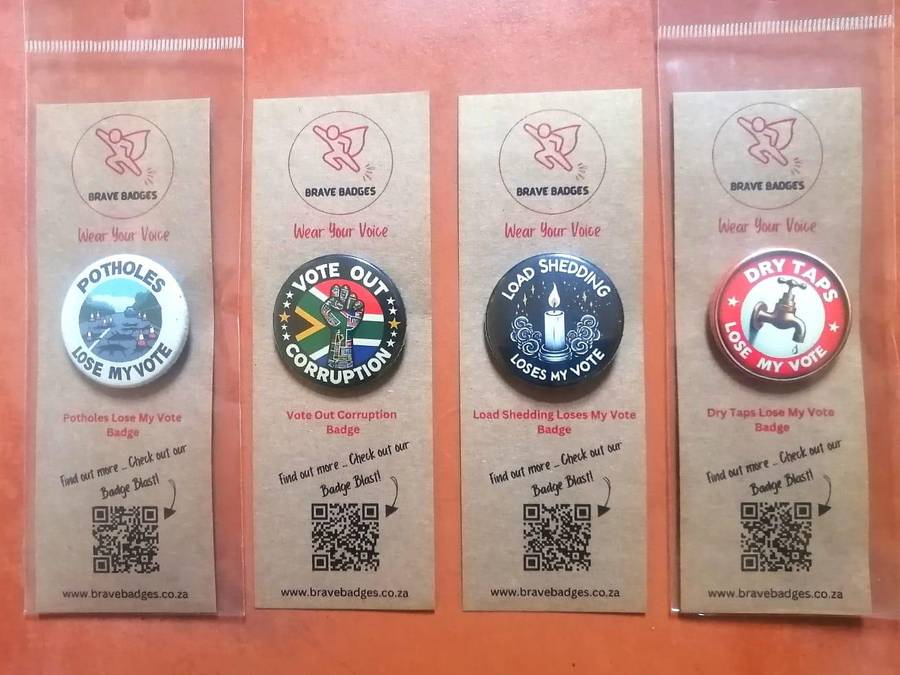 BRAVE BADGES
Wear Your Voice
POTHOLES
LOSE MY VOTE
Potholes Lose My Vote
Badge
Find out more ... Check out our
Badge Blast!
www.bravebadges.co.za
BRAVE BADGES
Wear Your Voice
VOTE OUT
CORRUPTION
Vote Out Corruption
Badge
Find out more ... Check out our
Badge Blast!
www.bravebadges.co.za
BRAVE BADGES
Wear Your Voice
LOAD SHEDDING
LOSES MY VOTE
Load Shedding Loses My Vote
Badge
Find out more ... Check out our
Badge Blast!
www.bravebadges.co.za
BRAVE BADGES
Wear Your Voice
DRY TAPS
LOSE MY VOTE
Dry Taps Lose My Vote
Badge
Find out more ... Check out our
Badge Blast!
www.bravebadges.co.za